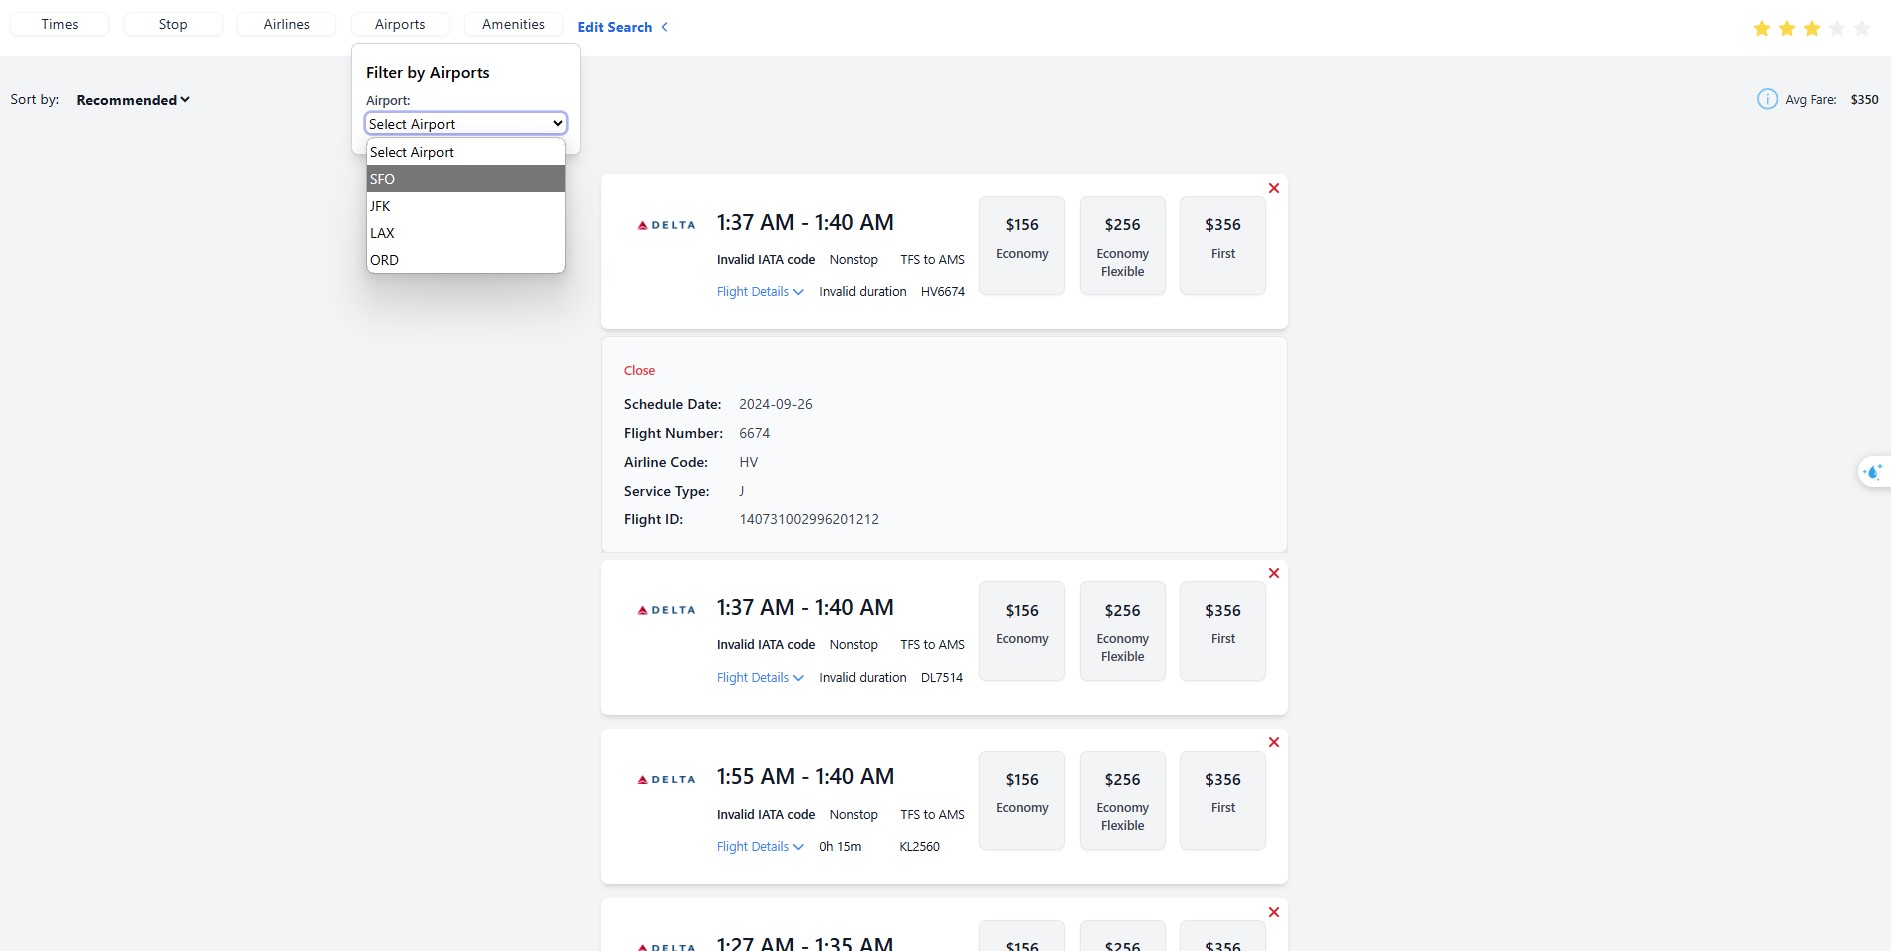 Times Stop Airlines Airports Amenities Edit Search
Filter by Airports
Airport:
Select Airport
Select Airport
SFO
JFK
LAX
ORD
Sort by: Recommended
Avg Fare: $350
DELTA 1:37 AM - 1:40 AM
Invalid IATA code Nonstop TFS to AMS
Flight Details Invalid duration HV6674
$156 $256 $356
Economy Economy First
Flexible
Close
Schedule Date: 2024-09-26
Flight Number: 6674
Airline Code: HV
Service Type: J
Flight ID: 140731002996201212
DELTA 1:37 AM - 1:40 AM
Invalid IATA code Nonstop TFS to AMS
Flight Details Invalid duration DL7514
$156 $256 $356
Economy Economy First
Flexible
DELTA 1:55 AM - 1:40 AM
Invalid IATA code Nonstop TFS to AMS
Flight Details 0h 15m KL2560
$156 $256 $356
Economy Economy First
Flexible
DELTA 1:27 AM - 1:35 AM
$156 $256 $356